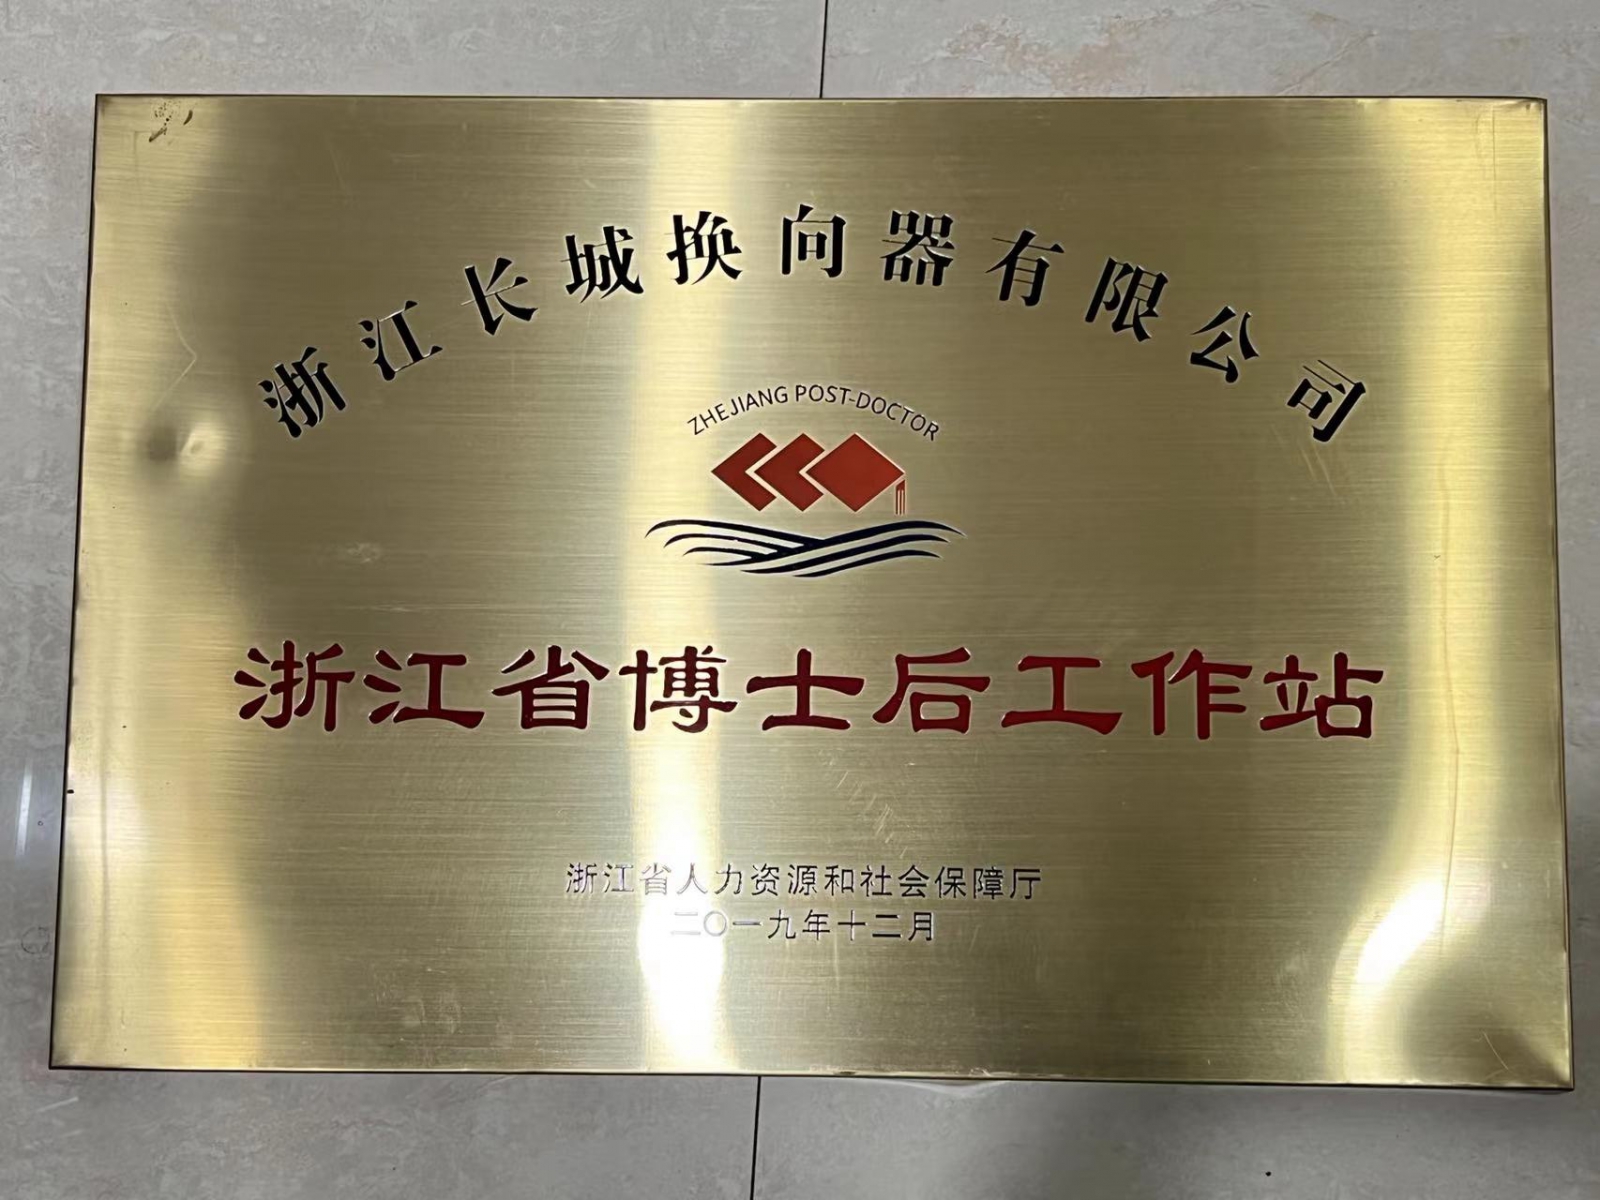 浙江长城换向器有限公司
ZHEJIANG POST-DOCTOR
浙江省博士后工作站
浙江省人力资源和社会保障厅
二〇一九年十二月